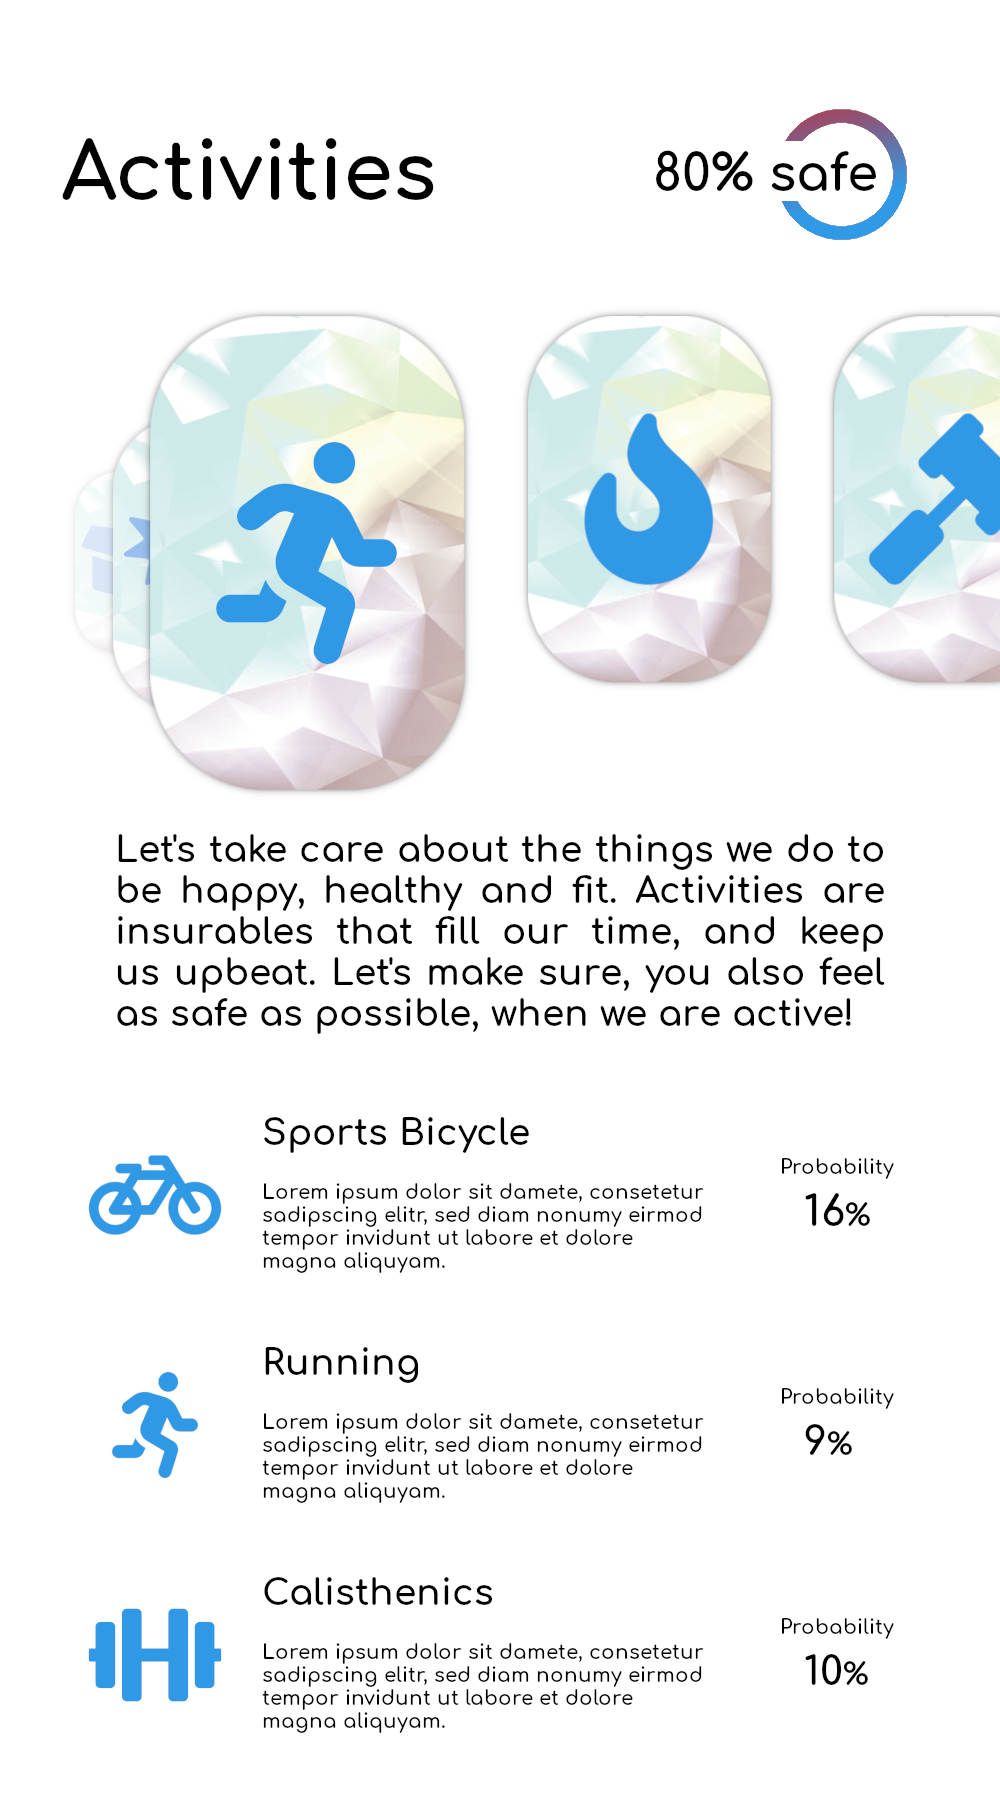 Activities
80% safe
Let's take care about the things we do to
be happy, healthy and fit. Activities are
insurables that fill our time, and keep
us upbeat. Let's make sure, you also feel
as safe as possible, when we are active!
Sports Bicycle
Lorem ipsum dolor sit damete, consetetur
sadipscing elitr, sed diam nonumy eirmod
tempor invidunt ut labore et dolore
magna aliquyam.
Probability
16%
Running
Lorem ipsum dolor sit damete, consetetur
sadipscing elitr, sed diam nonumy eirmod
tempor invidunt ut labore et dolore
magna aliquyam.
Probability
9%
Calisthenics
Lorem ipsum dolor sit damete, consetetur
sadipscing elitr, sed diam nonumy eirmod
tempor invidunt ut labore et dolore
magna aliquyam.
Probability
10%